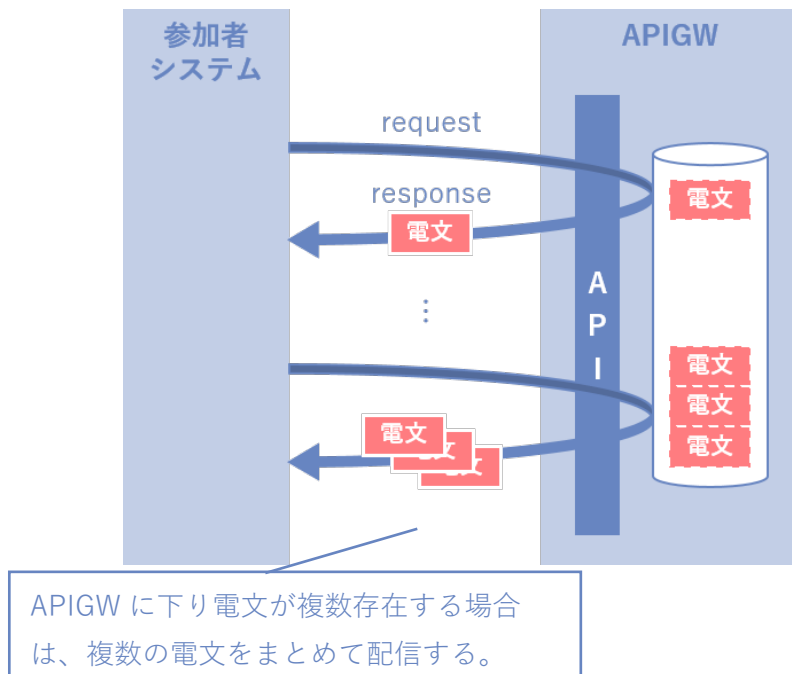 参加者
システム
APIGW
request
電文
response
電文
⋮
A
P
I
電文
電文
電文
電文
電文
APIGW に下り電文が複数存在する場合
は、複数の電文をまとめて配信する。